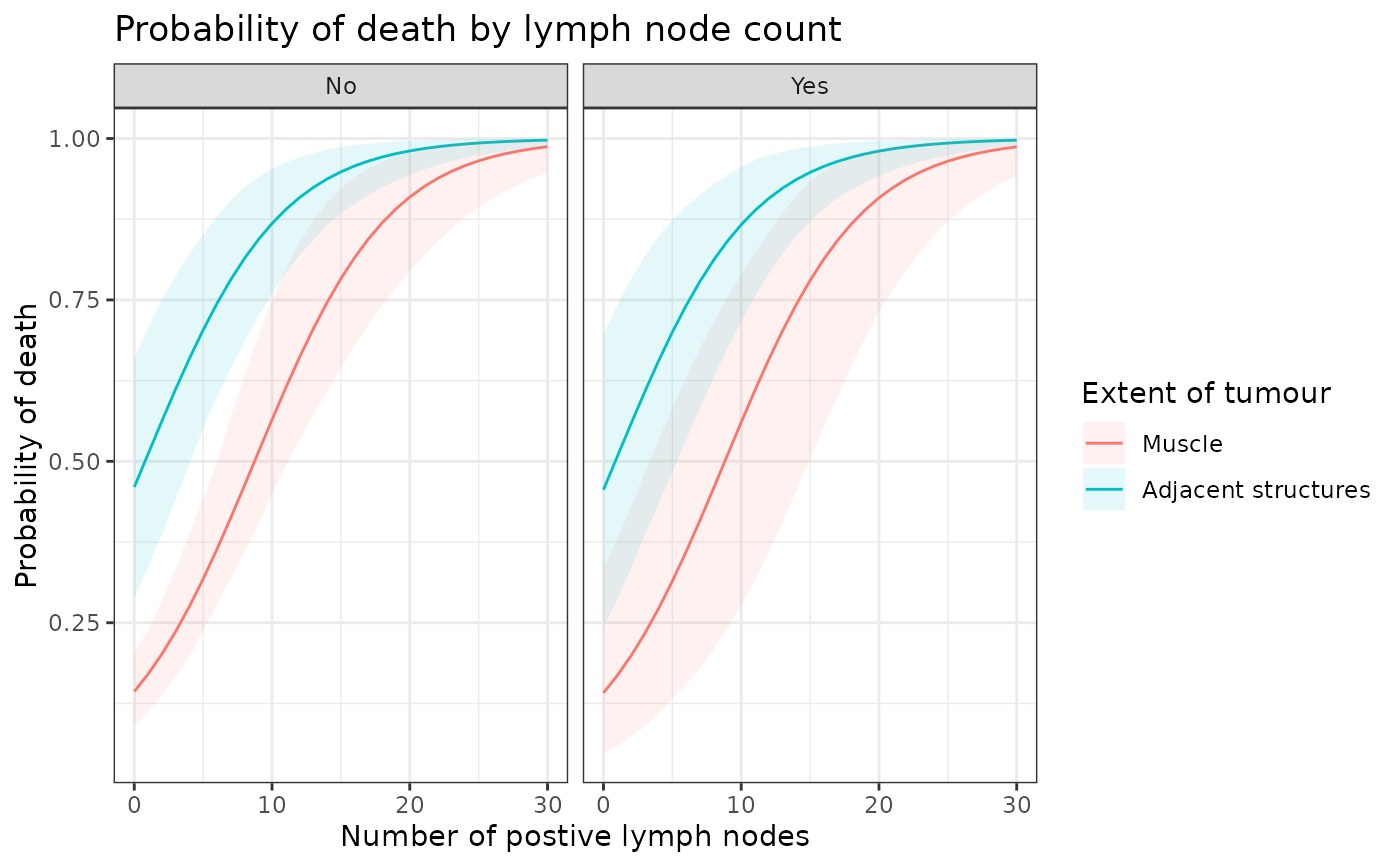 Probability of death by lymph node count
No
Yes
1.00
0.75
0.50
0.25
Probability of death
0 10 20 30
0 10 20 30
Number of postive lymph nodes
Extent of tumour
Muscle
Adjacent structures